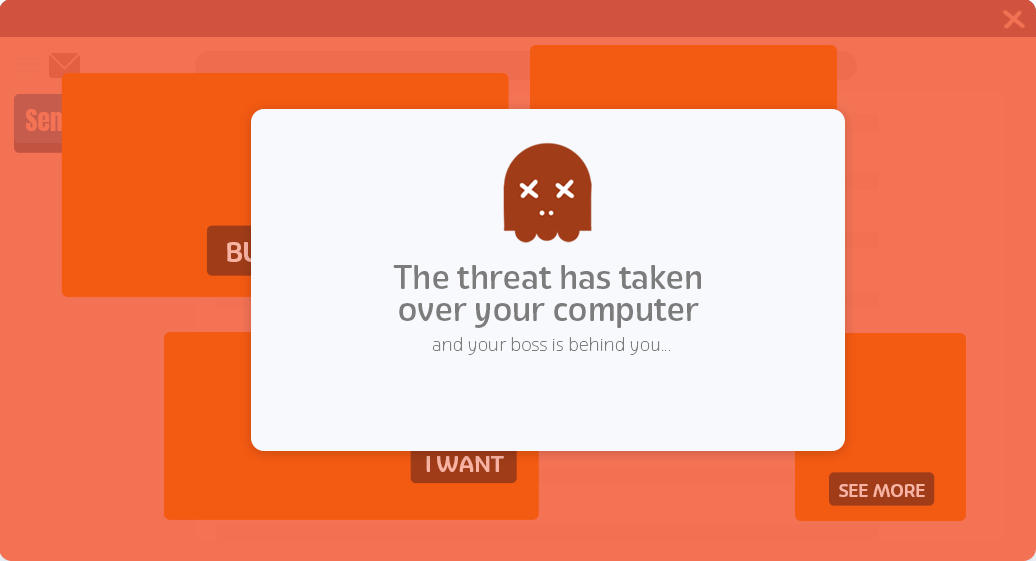 Sen
BU
The threat has taken
over your computer
and your boss is behind you...
I WANT
SEE MORE